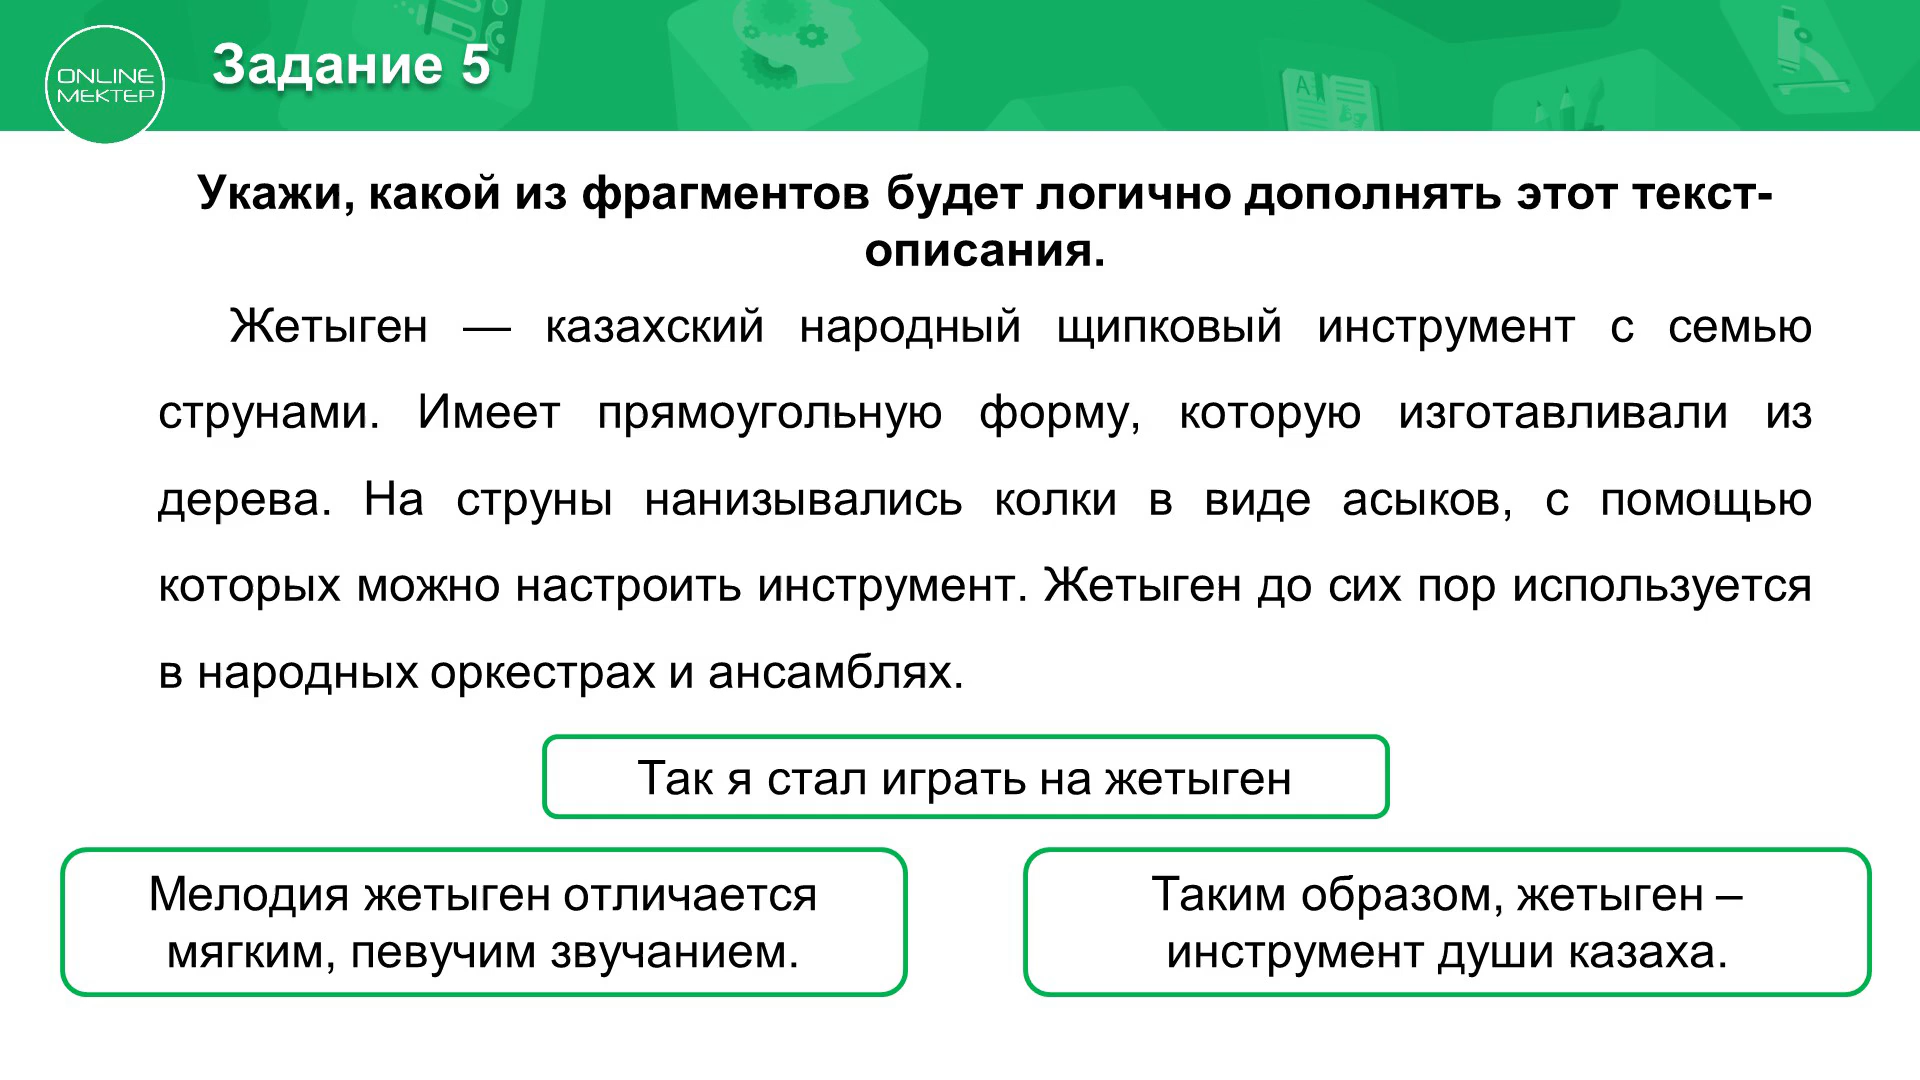 ONLINE
МЕКТЕР
Задание 5
Укажи, какой из фрагментов будет логично дополнять этот текст-
описания.
Жетыген — казахский народный щипковый инструмент с семью
струнами. Имеет прямоугольную форму, которую изготавливали из
дерева. На струны нанизывались колки в виде асыков, с помощью
которых можно настроить инструмент. Жетыген до сих пор используется
в народных оркестрах и ансамблях.
Так я стал играть на жетыген
Мелодия жетыген отличается
мягким, певучим звучанием.
Таким образом, жетыген –
инструмент души казаха.